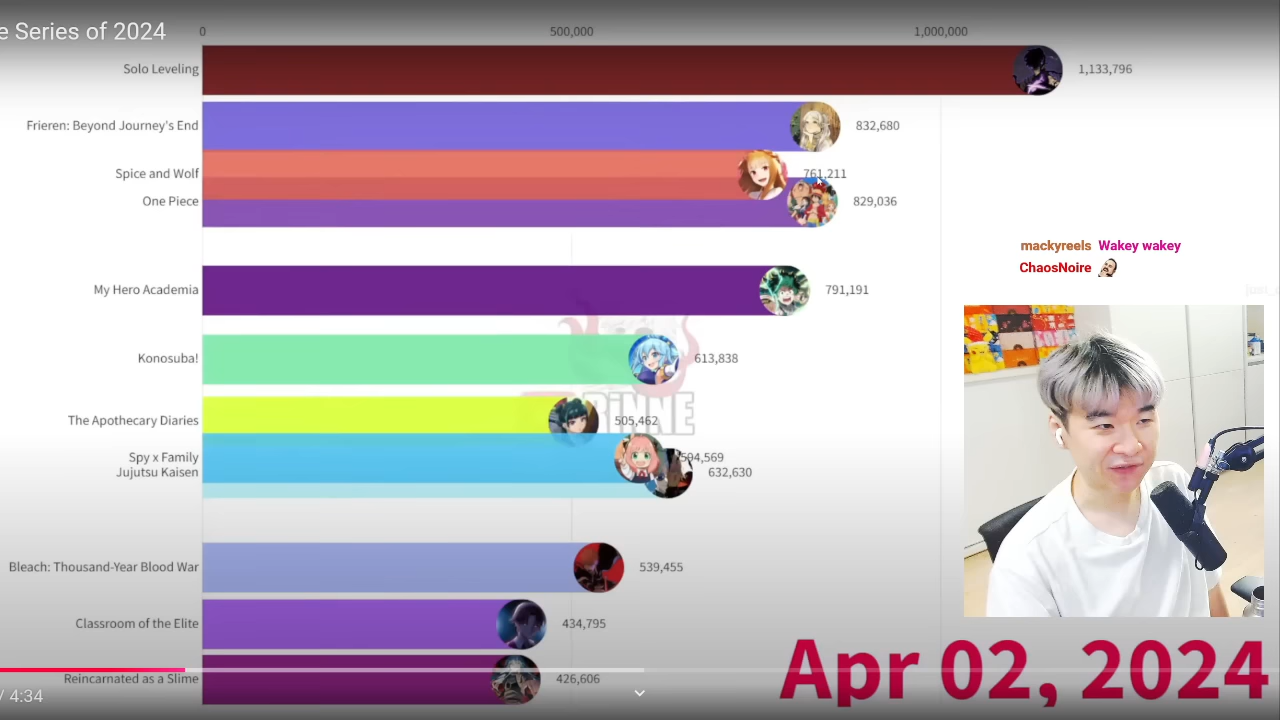 e Series of 2024
0 500,000 1,000,000
Solo Leveling 1,133,796
Frieren: Beyond Journey's End 832,680
Spice and Wolf 761,211
One Piece 829,036
mackyreels Wakey wakey
ChaosNoire
My Hero Academia 791,191
Konosuba! 613,838
The Apothecary Diaries 505,462
Spy x Family 594,569
Jujutsu Kaisen 632,630
Bleach: Thousand-Year Blood War 539,455
Classroom of the Elite 434,795
Reincarnated as a Slime 426,606
Apr 02, 2024
/ 4:34